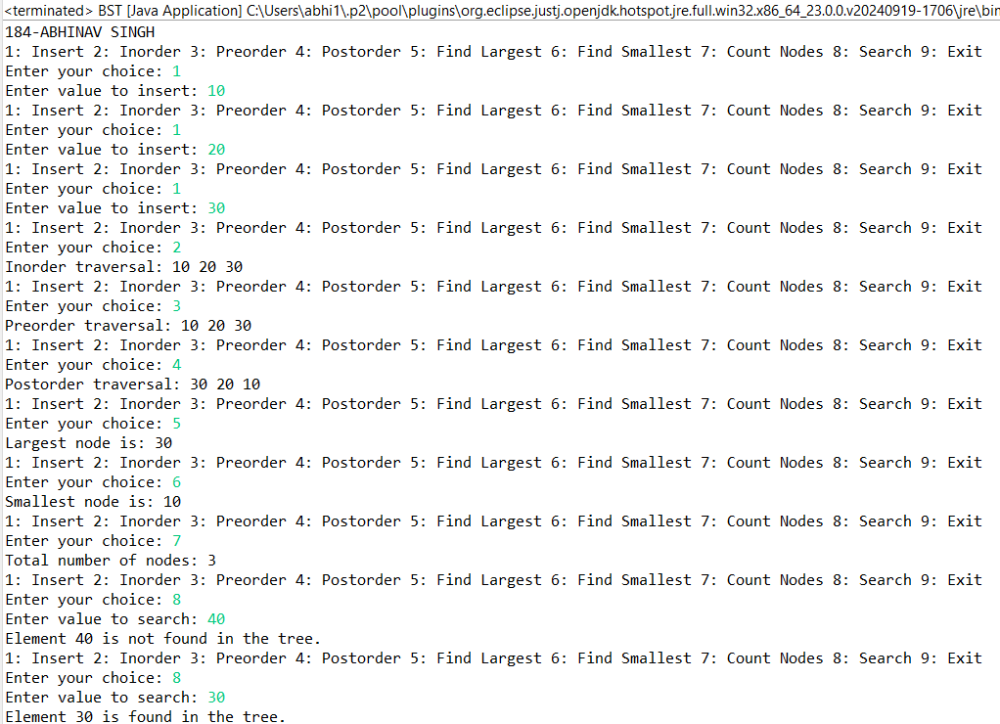 <terminated> BST [Java Application] C:\Users\abhi1\.p2\pool\plugins\org.eclipse.justj.openjdk.hotspot.jre.full.win32.x86_64_23.0.0.v20240919-1706\jre\bin
184-ABHINAV SINGH
1: Insert 2: Inorder 3: Preorder 4: Postorder 5: Find Largest 6: Find Smallest 7: Count Nodes 8: Search 9: Exit
Enter your choice: 1
Enter value to insert: 10
1: Insert 2: Inorder 3: Preorder 4: Postorder 5: Find Largest 6: Find Smallest 7: Count Nodes 8: Search 9: Exit
Enter your choice: 1
Enter value to insert: 20
1: Insert 2: Inorder 3: Preorder 4: Postorder 5: Find Largest 6: Find Smallest 7: Count Nodes 8: Search 9: Exit
Enter your choice: 1
Enter value to insert: 30
1: Insert 2: Inorder 3: Preorder 4: Postorder 5: Find Largest 6: Find Smallest 7: Count Nodes 8: Search 9: Exit
Enter your choice: 2
Inorder traversal: 10 20 30
1: Insert 2: Inorder 3: Preorder 4: Postorder 5: Find Largest 6: Find Smallest 7: Count Nodes 8: Search 9: Exit
Enter your choice: 3
Preorder traversal: 10 20 30
1: Insert 2: Inorder 3: Preorder 4: Postorder 5: Find Largest 6: Find Smallest 7: Count Nodes 8: Search 9: Exit
Enter your choice: 4
Postorder traversal: 30 20 10
1: Insert 2: Inorder 3: Preorder 4: Postorder 5: Find Largest 6: Find Smallest 7: Count Nodes 8: Search 9: Exit
Enter your choice: 5
Largest node is: 30
1: Insert 2: Inorder 3: Preorder 4: Postorder 5: Find Largest 6: Find Smallest 7: Count Nodes 8: Search 9: Exit
Enter your choice: 6
Smallest node is: 10
1: Insert 2: Inorder 3: Preorder 4: Postorder 5: Find Largest 6: Find Smallest 7: Count Nodes 8: Search 9: Exit
Enter your choice: 7
Total number of nodes: 3
1: Insert 2: Inorder 3: Preorder 4: Postorder 5: Find Largest 6: Find Smallest 7: Count Nodes 8: Search 9: Exit
Enter your choice: 8
Enter value to search: 40
Element 40 is not found in the tree.
1: Insert 2: Inorder 3: Preorder 4: Postorder 5: Find Largest 6: Find Smallest 7: Count Nodes 8: Search 9: Exit
Enter your choice: 8
Enter value to search: 30
Element 30 is found in the tree.